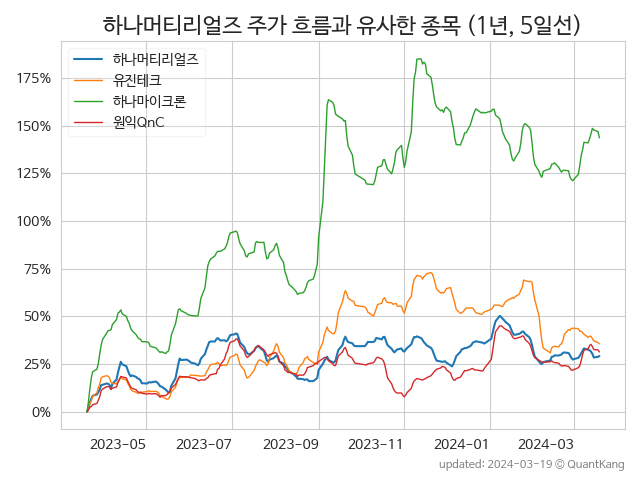 하나머티리얼즈 주가 흐름과 유사한 종목 (1년, 5일선)
하나머티리얼즈
유진테크
하나마이크론
원익QnC
175%
150%
125%
100%
75%
50%
25%
0%
2023-05
2023-07
2023-09
2023-11
2024-01
2024-03
updated: 2024-03-19 © QuantKang